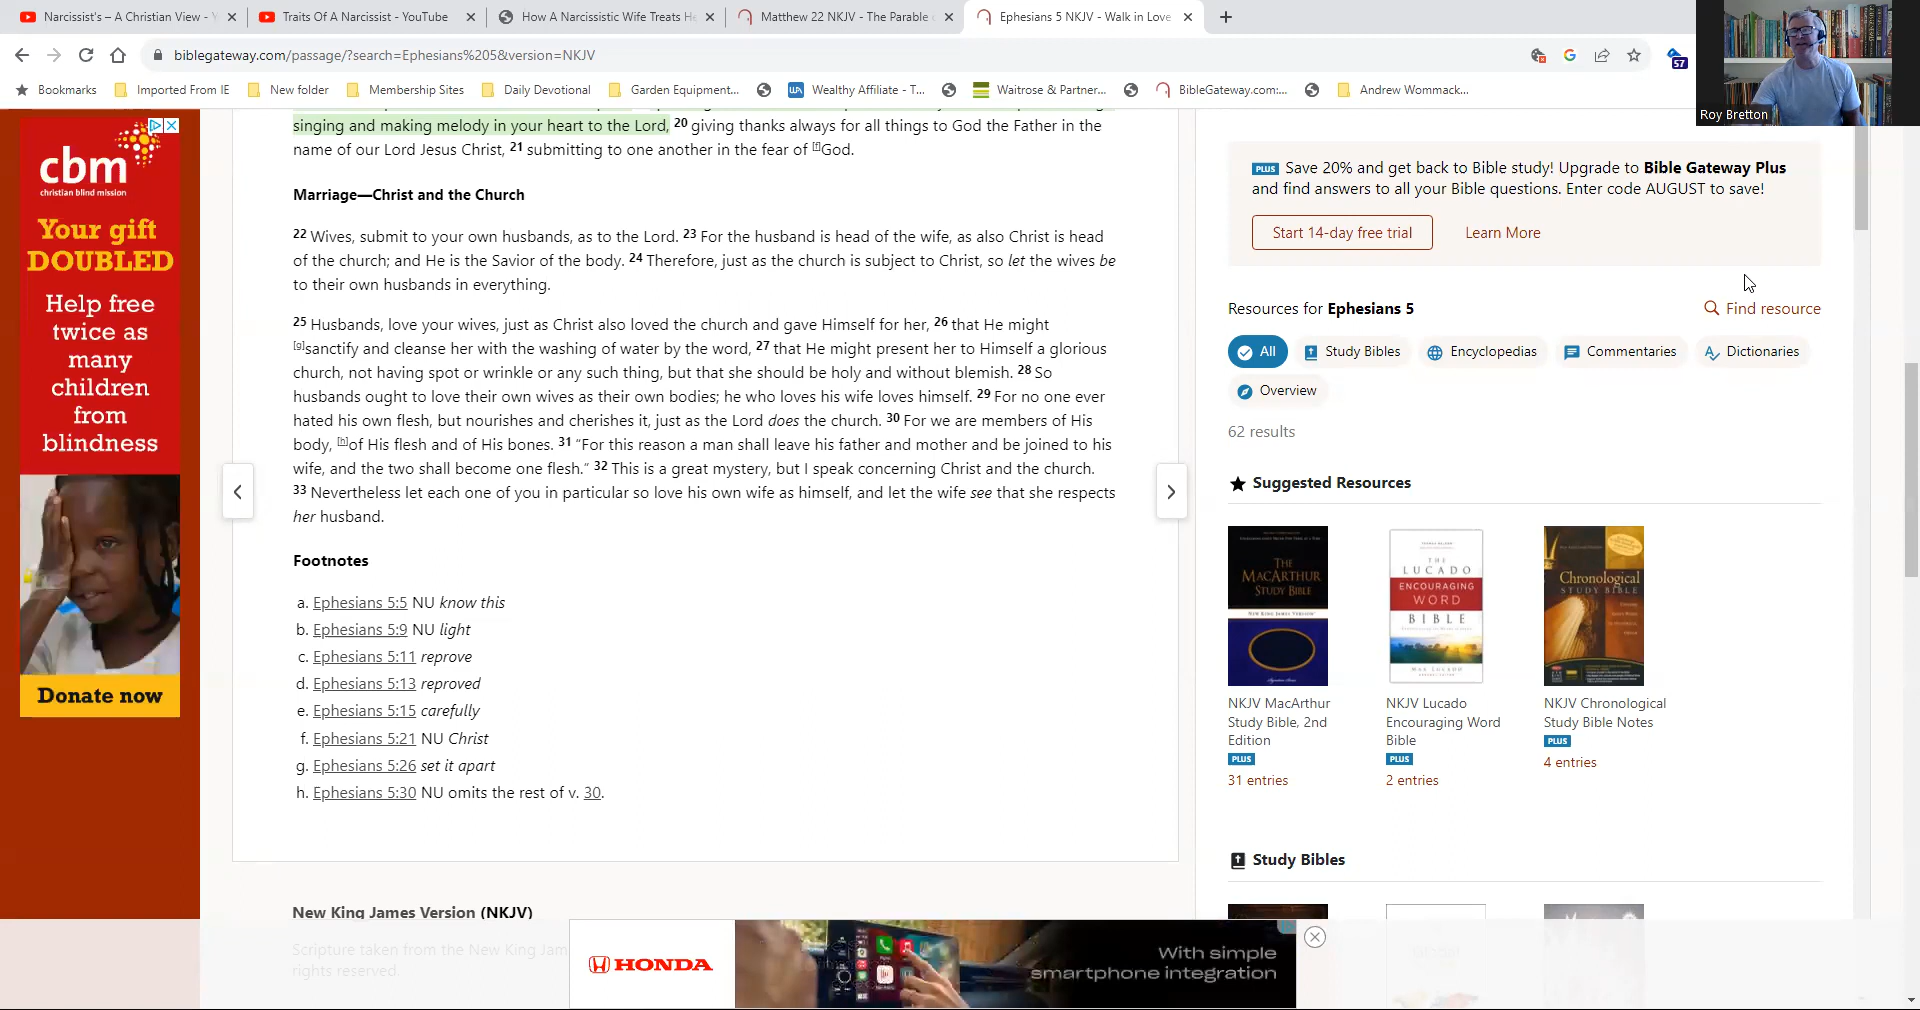 Narcissist's – A Christian View - Y
Traits Of A Narcissist - YouTube
How A Narcissistic Wife Treats He
Matthew 22 NKJV - The Parable o
Ephesians 5 NKJV - Walk in Love
biblegateway.com/passage/?search=Ephesians%205&version=NKJV
57
Bookmarks
Imported From IE
New folder
Membership Sites
Daily Devotional
Garden Equipment...
Wealthy Affiliate - T...
Waitrose & Partner...
BibleGateway.com:...
Andrew Wommack...
Roy Bretton
cbm
christian blind mission
Your gift
DOUBLED
Help free
twice as
many
children
from
blindness
Donate now
singing and making melody in your heart to the Lord, 20 giving thanks always for all things to God the Father in the
name of our Lord Jesus Christ, 21 submitting to one another in the fear of [f]God.
Marriage—Christ and the Church
22 Wives, submit to your own husbands, as to the Lord. 23 For the husband is head of the wife, as also Christ is head
of the church; and He is the Savior of the body. 24 Therefore, just as the church is subject to Christ, so let the wives be
to their own husbands in everything.
25 Husbands, love your wives, just as Christ also loved the church and gave Himself for her, 26 that He might
[g]sanctify and cleanse her with the washing of water by the word, 27 that He might present her to Himself a glorious
church, not having spot or wrinkle or any such thing, but that she should be holy and without blemish. 28 So
husbands ought to love their own wives as their own bodies; he who loves his wife loves himself. 29 For no one ever
hated his own flesh, but nourishes and cherishes it, just as the Lord does the church. 30 For we are members of His
body, [h]of His flesh and of His bones. 31 “For this reason a man shall leave his father and mother and be joined to his
wife, and the two shall become one flesh.” 32 This is a great mystery, but I speak concerning Christ and the church.
33 Nevertheless let each one of you in particular so love his own wife as himself, and let the wife see that she respects
her husband.
Footnotes
a. Ephesians 5:5 NU know this
b. Ephesians 5:9 NU light
c. Ephesians 5:11 reprove
d. Ephesians 5:13 reproved
e. Ephesians 5:15 carefully
f. Ephesians 5:21 NU Christ
g. Ephesians 5:26 set it apart
h. Ephesians 5:30 NU omits the rest of v. 30.
New King James Version (NKJV)
Scripture taken from the New King Jam
rights reserved.
PLUS Save 20% and get back to Bible study! Upgrade to Bible Gateway Plus
and find answers to all your Bible questions. Enter code AUGUST to save!
Start 14-day free trial
Learn More
Resources for Ephesians 5
Find resource
All
Study Bibles
Encyclopedias
Commentaries
Dictionaries
Overview
62 results
Suggested Resources
THE
MACARTHUR
STUDY BIBLE
NEW KING JAMES VERSION
THE
LUCADO
ENCOURAGING
WORD
BIBLE
MAX LUCADO
Chronological
STUDY BIBLE
NKJV MacArthur
Study Bible, 2nd
Edition
PLUS
31 entries
NKJV Lucado
Encouraging Word
Bible
PLUS
2 entries
NKJV Chronological
Study Bible Notes
PLUS
4 entries
Study Bibles
HONDA
With simple
smartphone integration